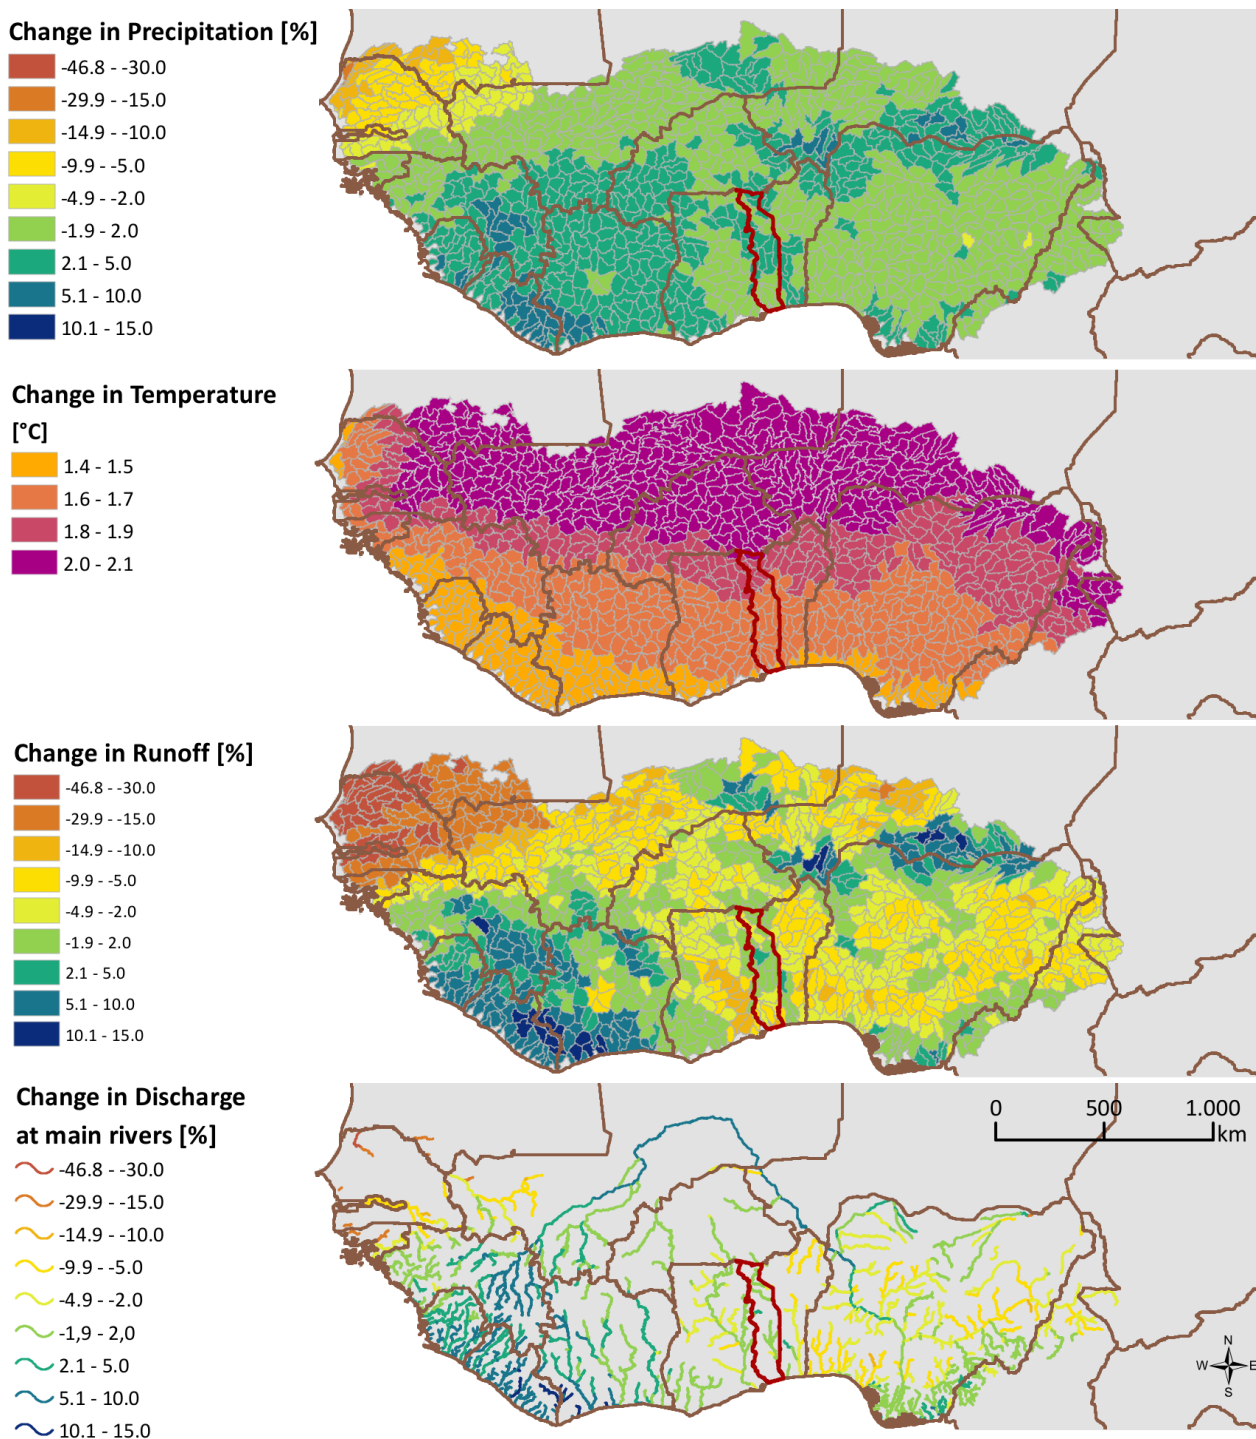 Change in Precipitation [%]
-46.8 - -30.0
-29.9 - -15.0
-14.9 - -10.0
-9.9 - -5.0
-4.9 - -2.0
-1.9 - 2.0
2.1 - 5.0
5.1 - 10.0
10.1 - 15.0
Change in Temperature
[°C]
1.4 - 1.5
1.6 - 1.7
1.8 - 1.9
2.0 - 2.1
Change in Runoff [%]
-46.8 - -30.0
-29.9 - -15.0
-14.9 - -10.0
-9.9 - -5.0
-4.9 - -2.0
-1.9 - 2.0
2.1 - 5.0
5.1 - 10.0
10.1 - 15.0
Change in Discharge
at main rivers [%]
-46.8 - -30.0
-29.9 - -15.0
-14.9 - -10.0
-9.9 - -5.0
-4.9 - -2.0
-1.9 - 2,0
2.1 - 5.0
5.1 - 10.0
10.1 - 15.0
0 500 1.000
km
N
W E
S